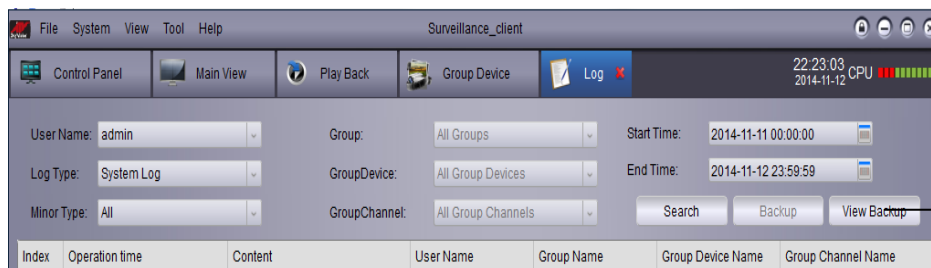 File System View Tool Help Surveillance_client
Control Panel Main View Play Back Group Device Log 22:23:03 CPU
2014-11-12
User Name: admin Group: All Groups Start Time: 2014-11-11 00:00:00
Log Type: System Log GroupDevice: All Group Devices End Time: 2014-11-12 23:59:59
Minor Type: All GroupChannel: All Group Channels Search Backup View Backup
Index Operation time Content User Name Group Name Group Device Name Group Channel Name